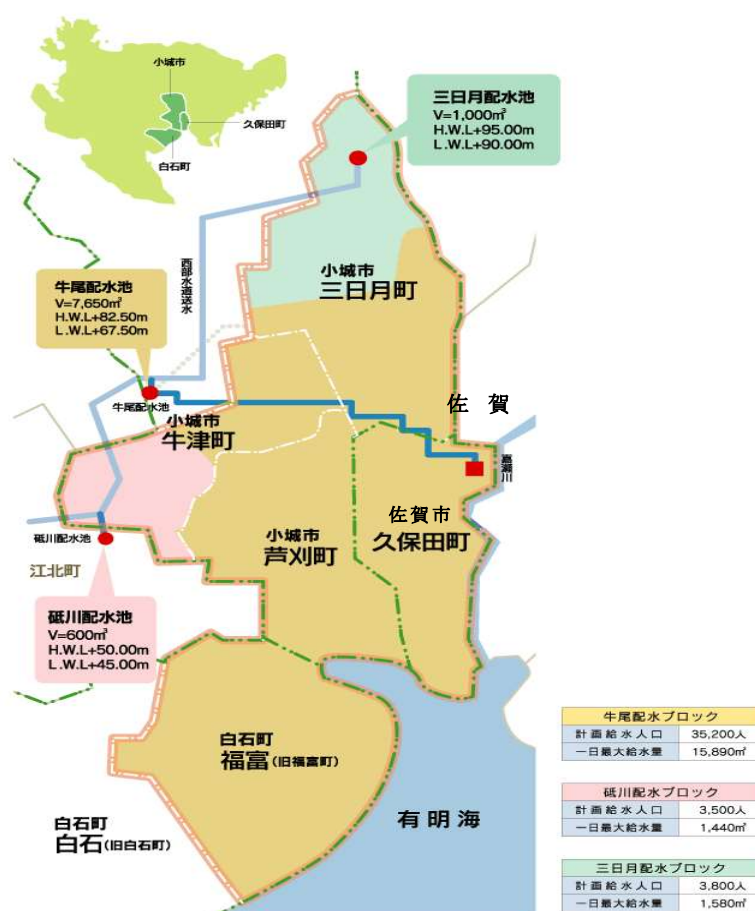 小城市
久保田町
白石町
三日月配水池
V=1,000㎥
H.W.L+95.00m
L.W.L+90.00m
西部水道送水
小城市
三日月町
牛尾配水池
V=7,650㎥
H.W.L+82.50m
L.W.L+67.50m
牛尾配水池
小城市
牛津町
佐 賀
嘉瀬川
砥川配水池
江北町
小城市
芦刈町
佐賀市
久保田町
砥川配水池
V=600㎥
H.W.L+50.00m
L.W.L+45.00m
白石町
福富(旧福富町)
白石町
白石(旧白石町)
有明海
牛尾配水ブロック
計画給水人口 35,200人
一日最大給水量 15,890㎥
砥川配水ブロック
計画給水人口 3,500人
一日最大給水量 1,440㎥
三日月配水ブロック
計画給水人口 3,800人
一日最大給水量 1,580㎥